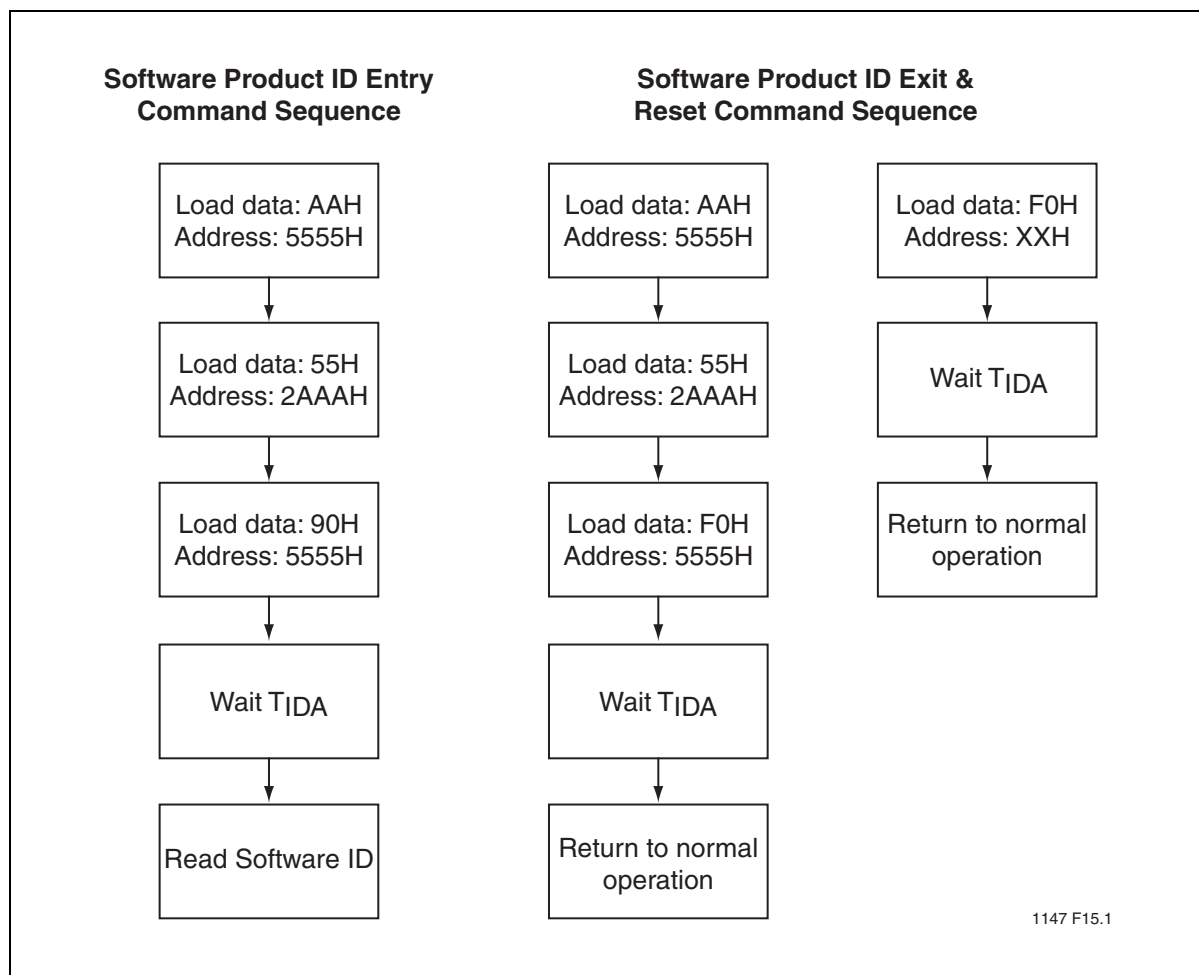 Software Product ID Entry
Command Sequence
Load data: AAH
Address: 5555H
Load data: 55H
Address: 2AAAH
Load data: 90H
Address: 5555H
Wait TIDA
Read Software ID
Software Product ID Exit &
Reset Command Sequence
Load data: AAH
Address: 5555H
Load data: 55H
Address: 2AAAH
Load data: F0H
Address: 5555H
Wait TIDA
Return to normal
operation
Load data: F0H
Address: XXH
Wait TIDA
Return to normal
operation
1147 F15.1